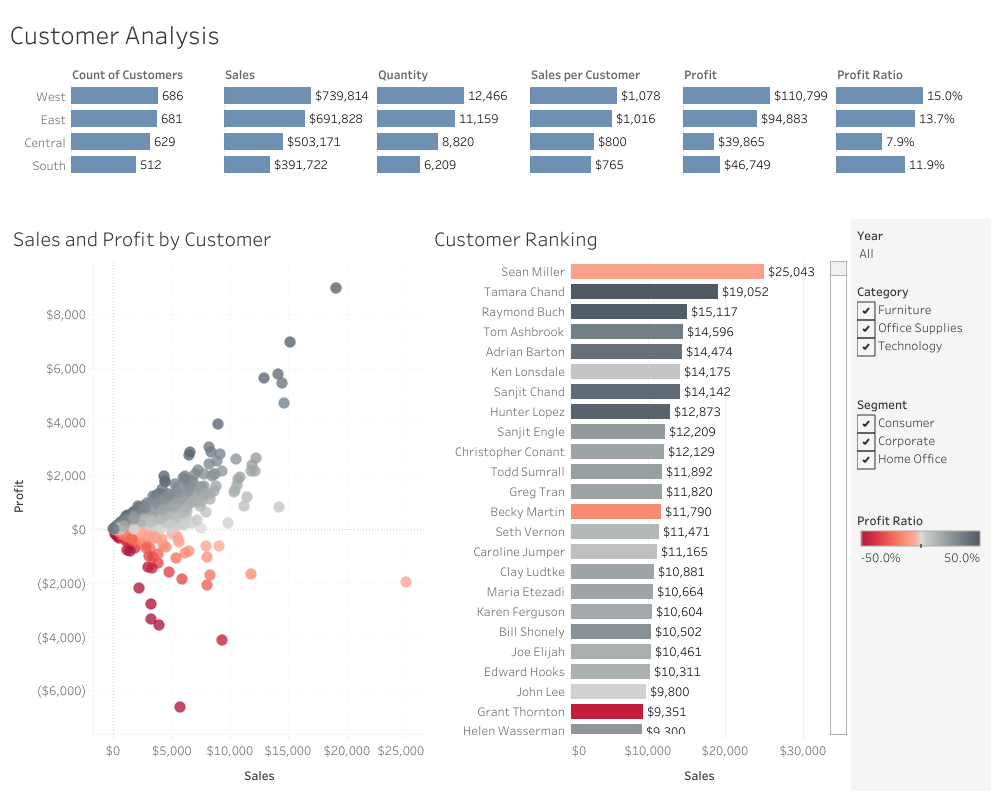 Customer Analysis
Count of Customers Sales Quantity Sales per Customer Profit Profit Ratio
West 686 $739,814 12,466 $1,078 $110,799 15.0%
East 681 $691,828 11,159 $1,016 $94,883 13.7%
Central 629 $503,171 8,820 $800 $39,865 7.9%
South 512 $391,722 6,209 $765 $46,749 11.9%
Sales and Profit by Customer
$8,000
$6,000
$4,000
$2,000
$0
($2,000)
($4,000)
($6,000)
Profit
$0 $5,000 $10,000 $15,000 $20,000 $25,000
Sales
Customer Ranking
Sean Miller $25,043
Tamara Chand $19,052
Raymond Buch $15,117
Tom Ashbrook $14,596
Adrian Barton $14,474
Ken Lonsdale $14,175
Sanjit Chand $14,142
Hunter Lopez $12,873
Sanjit Engle $12,209
Christopher Conant $12,129
Todd Sumrall $11,892
Greg Tran $11,820
Becky Martin $11,790
Seth Vernon $11,471
Caroline Jumper $11,165
Clay Ludtke $10,881
Maria Etezadi $10,664
Karen Ferguson $10,604
Bill Shonely $10,502
Joe Elijah $10,461
Edward Hooks $10,311
John Lee $9,800
Grant Thornton $9,351
Helen Wasserman $9,300
$0 $10,000 $20,000 $30,000
Sales
Year
All
Category
Furniture
Office Supplies
Technology
Segment
Consumer
Corporate
Home Office
Profit Ratio
-50.0% 50.0%